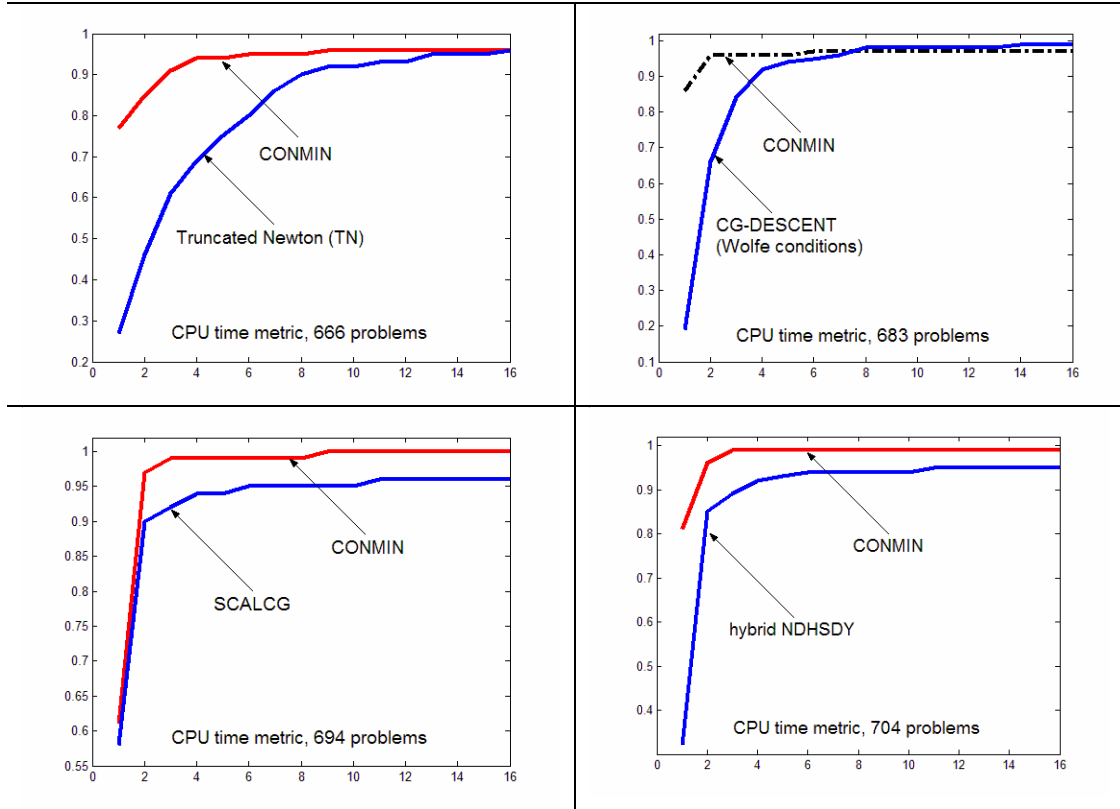 1
0.9
0.8
0.7
0.6
0.5
0.4
0.3
0.2
0 2 4 6 8 10 12 14 16
CONMIN
Truncated Newton (TN)
CPU time metric, 666 problems
1
0.9
0.8
0.7
0.6
0.5
0.4
0.3
0.2
0.1
0 2 4 6 8 10 12 14 16
CONMIN
CG-DESCENT
(Wolfe conditions)
CPU time metric, 683 problems
1
0.95
0.9
0.85
0.8
0.75
0.7
0.65
0.6
0.55
0 2 4 6 8 10 12 14 16
CONMIN
SCALCG
CPU time metric, 694 problems
1
0.9
0.8
0.7
0.6
0.5
0.4
0 2 4 6 8 10 12 14 16
CONMIN
hybrid NDHSDY
CPU time metric, 704 problems